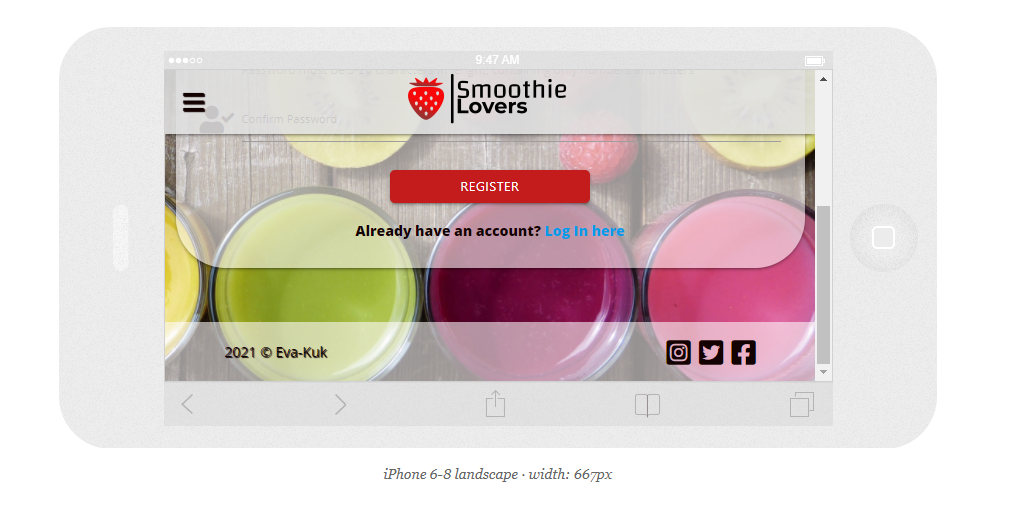 9:47 AM
Smoothie
Lovers
Confirm Password
REGISTER
Already have an account? Log In here
2021 © Eva-Kuk
iPhone 6-8 landscape · width: 667px